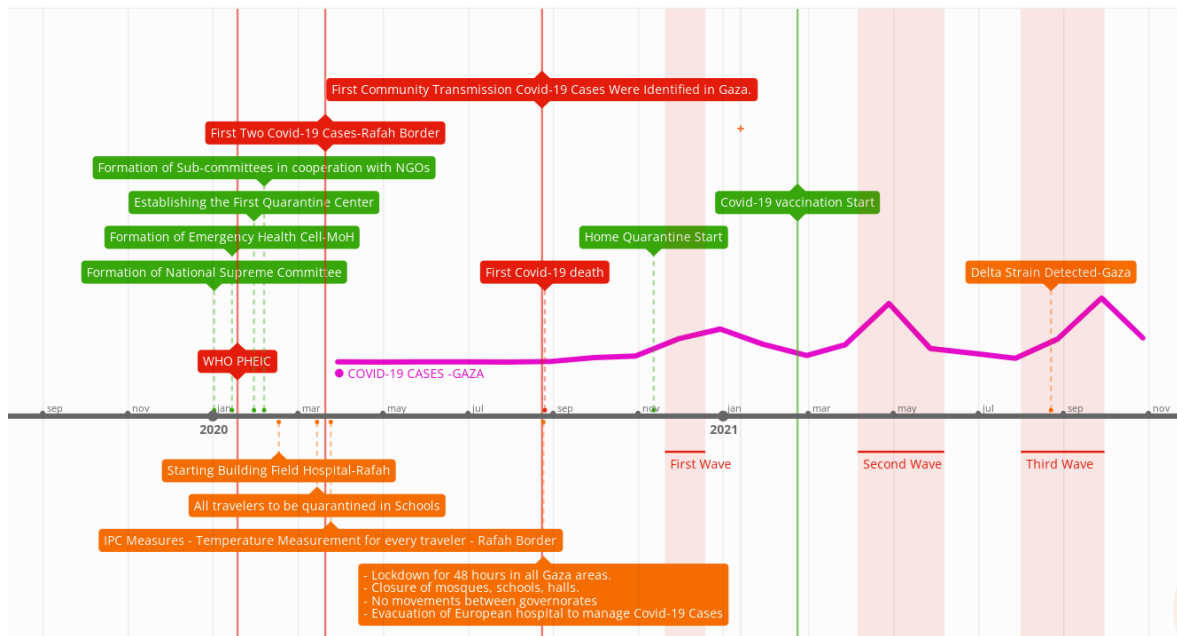 First Community Transmission Covid-19 Cases Were Identified in Gaza.
First Two Covid-19 Cases-Rafah Border
Formation of Sub-committees in cooperation with NGOs
Establishing the First Quarantine Center
Covid-19 vaccination Start
Formation of Emergency Health Cell-MoH
Home Quarantine Start
Formation of National Supreme Committee
First Covid-19 death
Delta Strain Detected-Gaza
WHO PHEIC
COVID-19 CASES -GAZA
sep nov jan mar may jul sep nov jan mar may jul sep nov
2020 2021
First Wave Second Wave Third Wave
Starting Building Field Hospital-Rafah
All travelers to be quarantined in Schools
IPC Measures - Temperature Measurement for every traveler - Rafah Border
- Lockdown for 48 hours in all Gaza areas.
- Closure of mosques, schools, halls.
- No movements between governorates
- Evacuation of European hospital to manage Covid-19 Cases